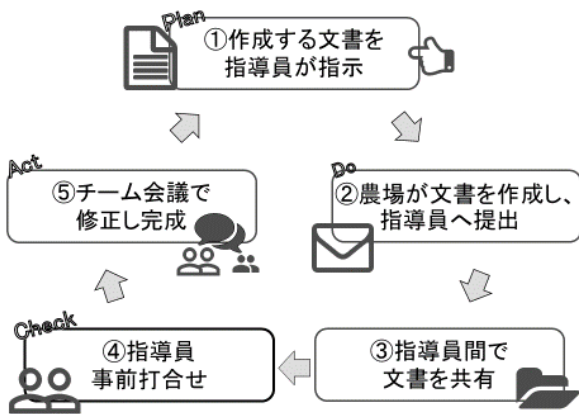 Plan
①作成する文書を
指導員が指示
Do
②農場が文書を作成し、
指導員へ提出
③指導員間で
文書を共有
Check
④指導員
事前打合せ
Act
⑤チーム会議で
修正し完成